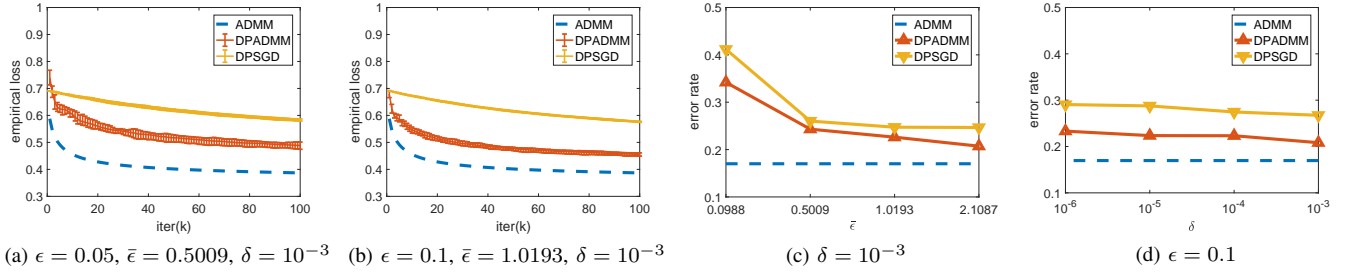 1
0.9
0.8
0.7
0.6
0.5
0.4
0.3
0
20
40
60
80
100
empirical loss
iter(k)
ADMM
DPADMM
DPSGD
(a) ϵ = 0.05, ϵ̄ = 0.5009, δ = 10⁻³
1
0.9
0.8
0.7
0.6
0.5
0.4
0.3
0
20
40
60
80
100
empirical loss
iter(k)
ADMM
DPADMM
DPSGD
(b) ϵ = 0.1, ϵ̄ = 1.0193, δ = 10⁻³
0.5
0.4
0.3
0.2
0.1
0.0988
0.5009
1.0193
2.1087
error rate
ϵ̄
ADMM
DPADMM
DPSGD
(c) δ = 10⁻³
0.5
0.4
0.3
0.2
0.1
10⁻⁶
10⁻⁵
10⁻⁴
10⁻³
error rate
δ
ADMM
DPADMM
DPSGD
(d) ϵ = 0.1